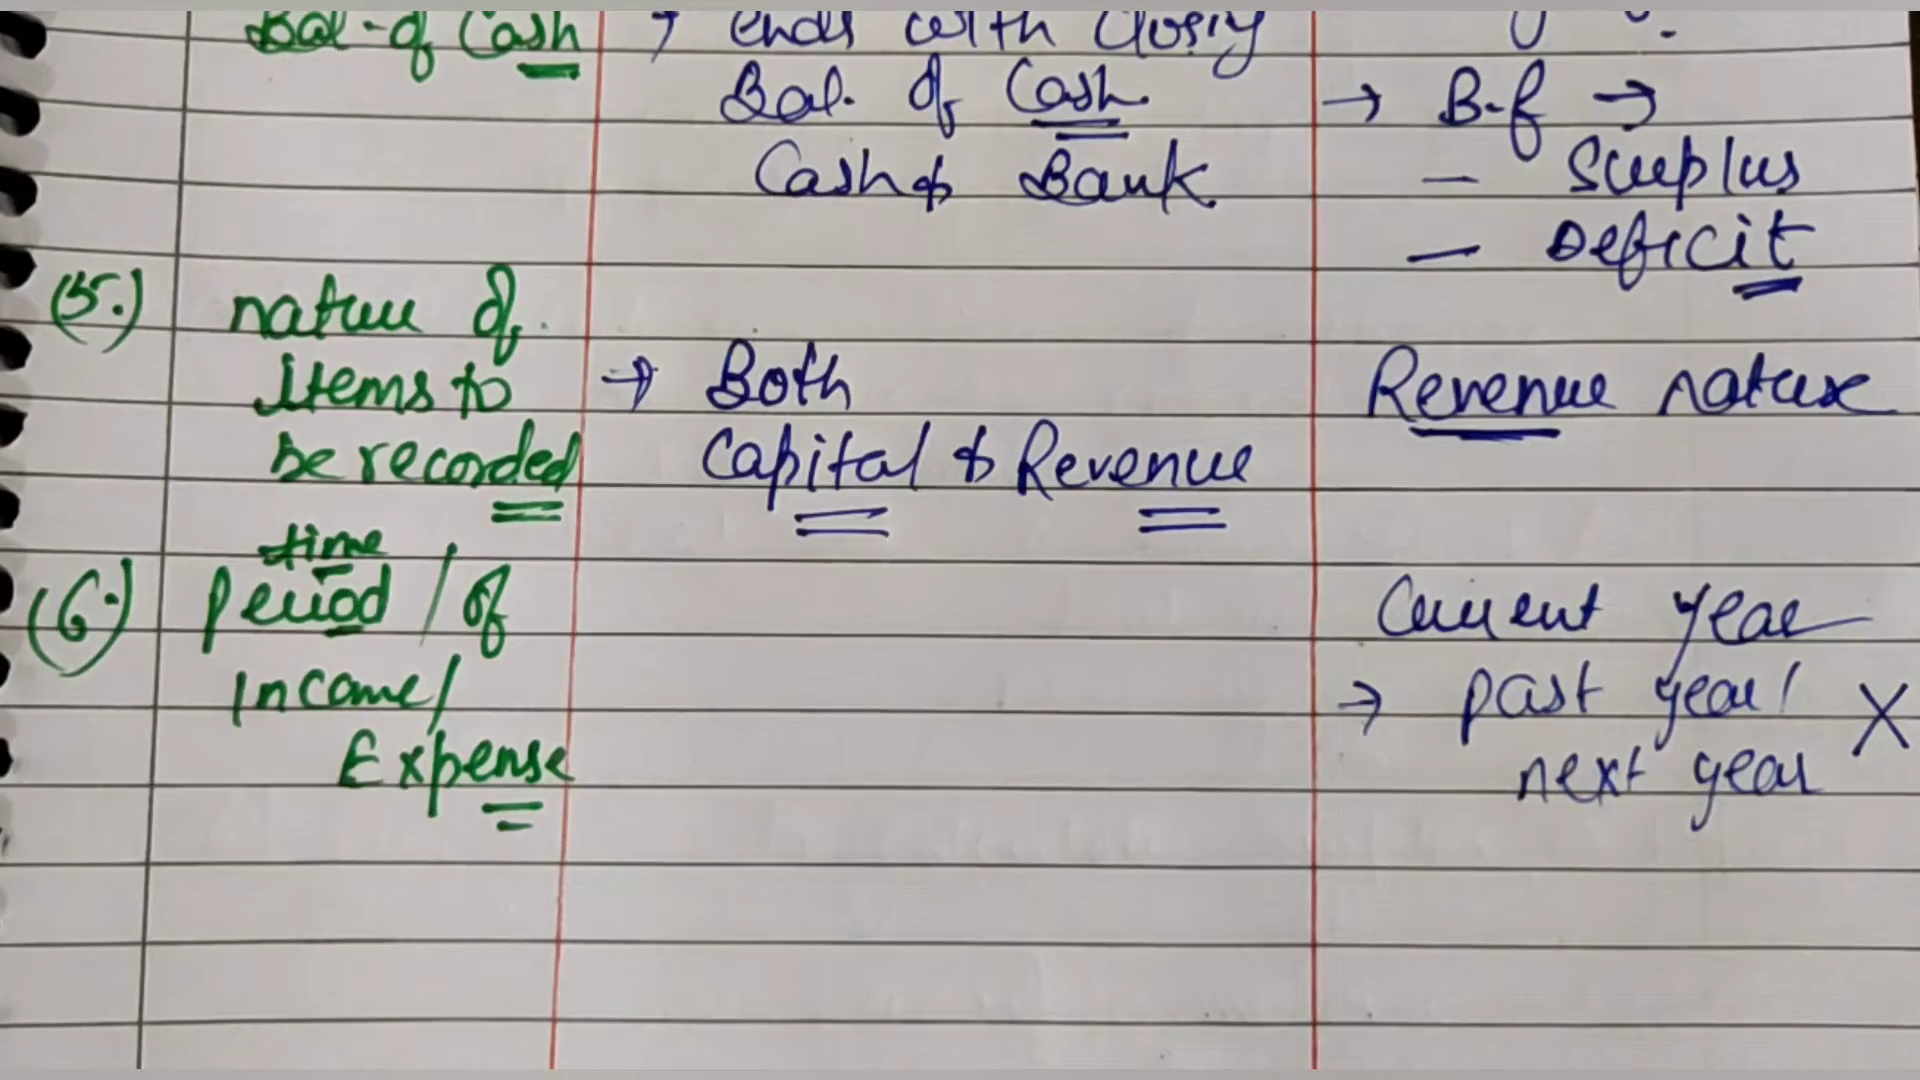 Bal-of Cash
→ ends with Closing
Bal. of Cash
Cash & Bank
→ B-f →
— Surplus
— Deficit
(5.) nature of
items to
be recorded
→ Both
Capital & Revenue
Revenue nature
time
(6.) Period / of
Income/
Expense
Current year
→ past year/
next year X